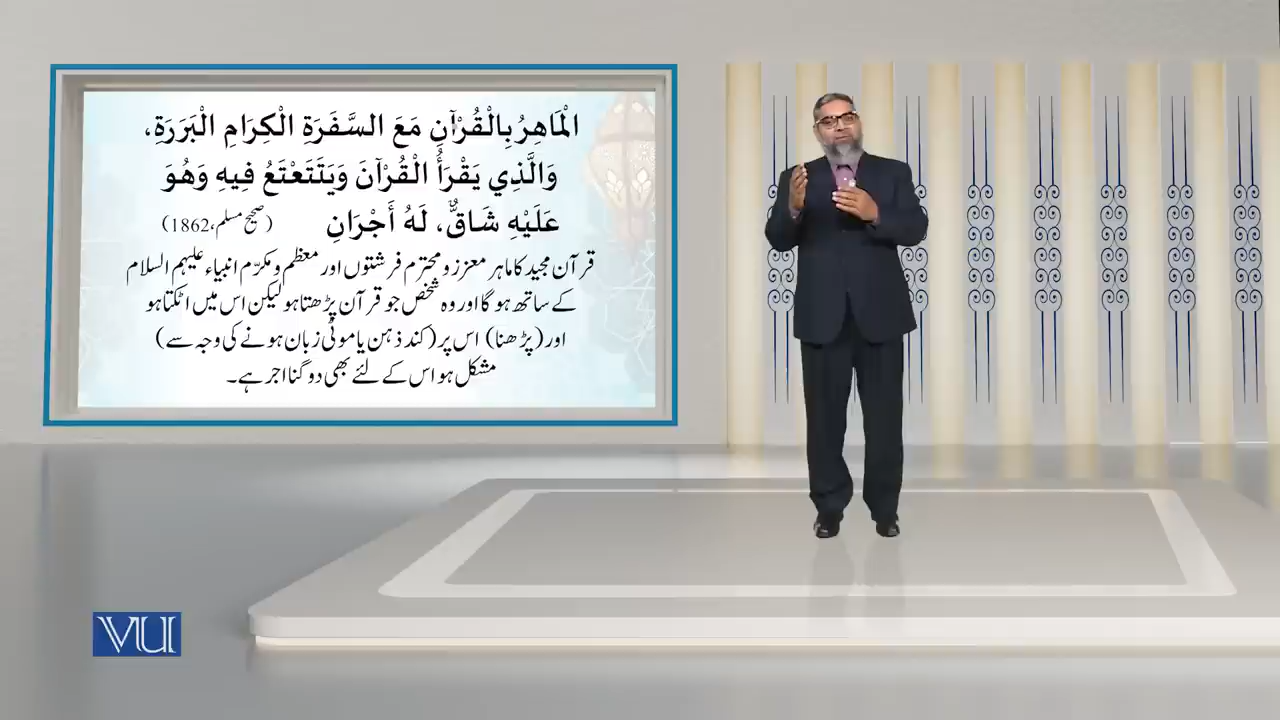 الْمَاهِرُ بِالْقُرْآنِ مَعَ السَّفَرَةِ الْكِرَامِ الْبَرَرَةِ،
وَالَّذِي يَقْرَأُ الْقُرْآنَ وَيَتَتَعْتَعُ فِيهِ وَهُوَ
عَلَيْهِ شَاقٌّ، لَهُ أَجْرَانِ (صحیح مسلم،1862)
قرآن مجید کا ماہر معزز و محترم فرشتوں اور معظم و مکرّم انبیاء علیہم السلام
کے ساتھ ہو گا اور وہ شخص جو قرآن پڑھتا ہو لیکن اس میں اٹکتا ہو
اور (پڑھنا) اس پر (کند ذہن یا موٹی زبان ہونے کی وجہ سے)
مشکل ہو اس کے لئے بھی دو گنا اجر ہے۔
VU